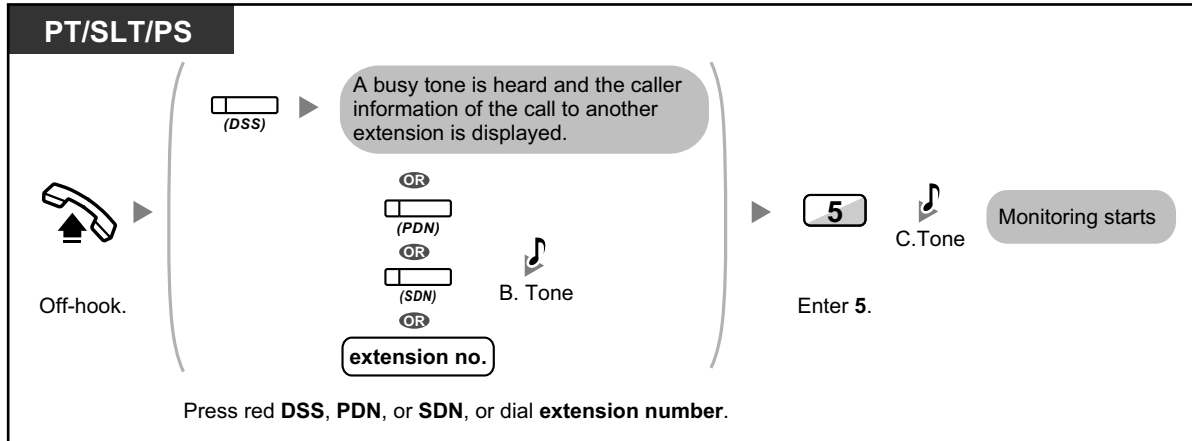 PT/SLT/PS
(DSS)
A busy tone is heard and the caller
information of the call to another
extension is displayed.
OR
(PDN)
OR
(SDN)
B. Tone
OR
extension no.
5
C.Tone
Monitoring starts
Off-hook.
Enter 5.
Press red DSS, PDN, or SDN, or dial extension number.